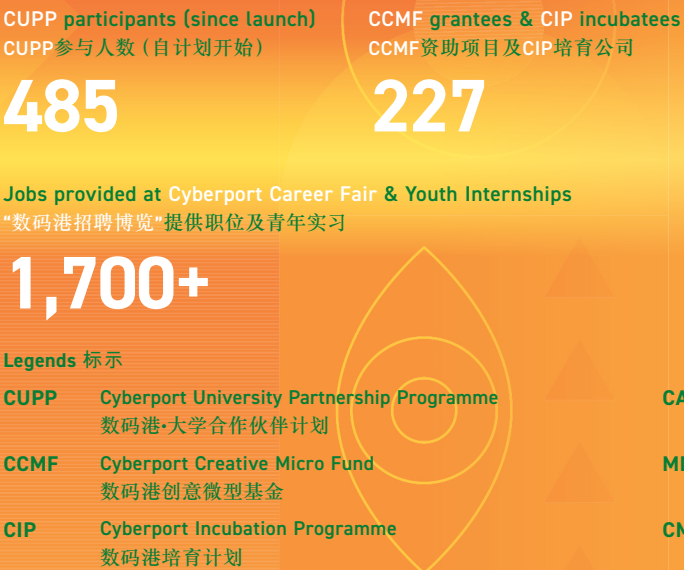 CUPP participants (since launch)
CUPP参与人数（自计划开始）
485
CCMF grantees & CIP incubatees
CCMF资助项目及CIP培育公司
227
Jobs provided at Cyberport Career Fair & Youth Internships
“数码港招聘博览”提供职位及青年实习
1,700+
Legends 标示
CUPP Cyberport University Partnership Programme
数码港·大学合作伙伴计划
CCMF Cyberport Creative Micro Fund
数码港创意微型基金
CIP Cyberport Incubation Programme
数码港培育计划